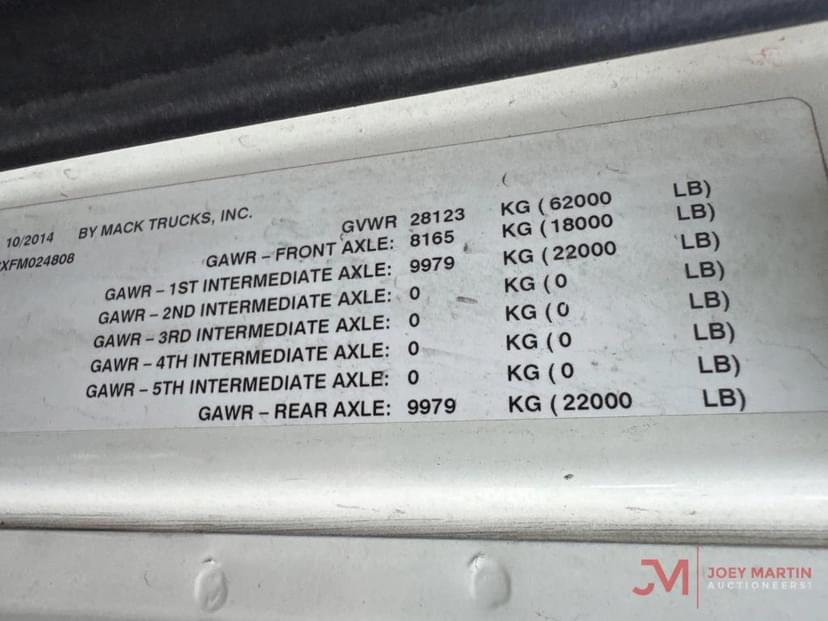 10/2014 BY MACK TRUCKS, INC.
XFM024808
GVWR 28123 KG ( 62000 LB)
GAWR – FRONT AXLE: 8165 KG ( 18000 LB)
GAWR – 1ST INTERMEDIATE AXLE: 9979 KG ( 22000 LB)
GAWR – 2ND INTERMEDIATE AXLE: 0 KG ( 0 LB)
GAWR – 3RD INTERMEDIATE AXLE: 0 KG ( 0 LB)
GAWR – 4TH INTERMEDIATE AXLE: 0 KG ( 0 LB)
GAWR – 5TH INTERMEDIATE AXLE: 0 KG ( 0 LB)
GAWR – REAR AXLE: 9979 KG ( 22000 LB)
JM JOEY MARTIN
AUCTIONEERS